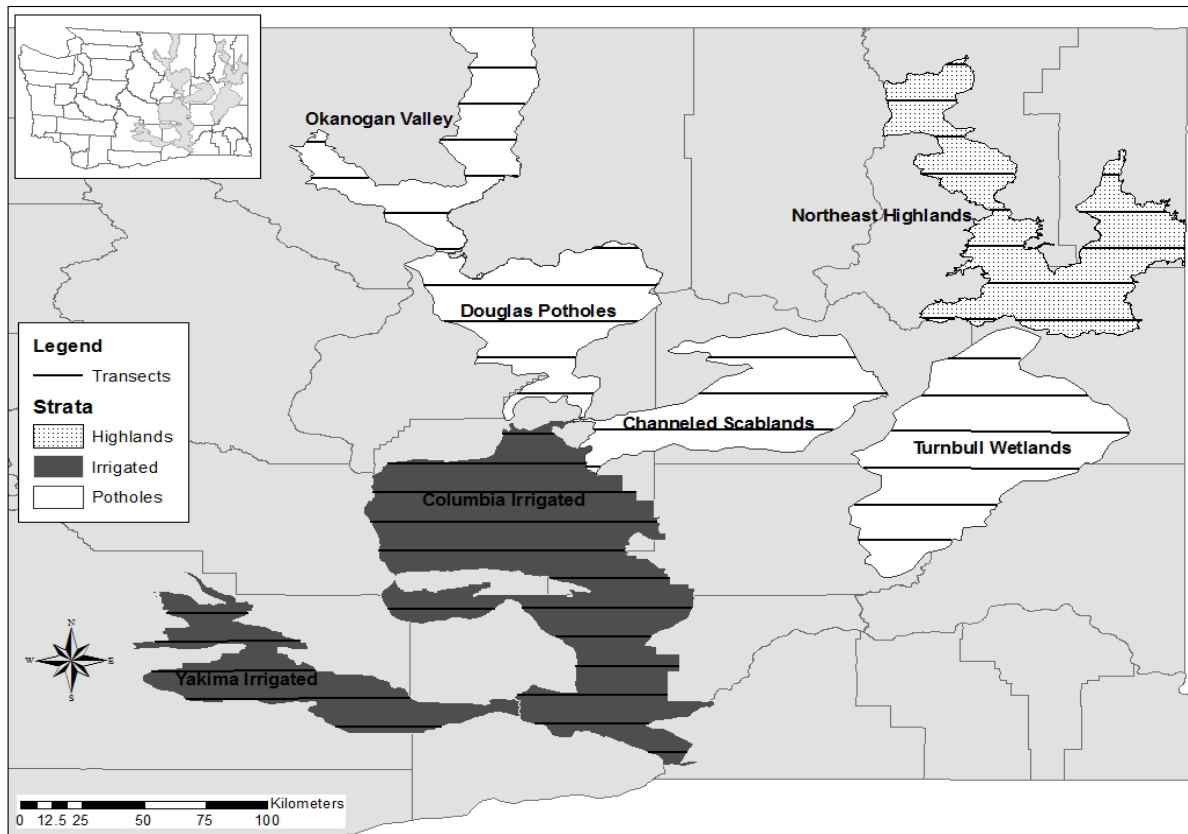 Okanogan Valley
Northeast Highlands
Douglas Potholes
Legend
Transects
Strata
Highlands
Irrigated
Potholes
Channeled Scablands
Turnbull Wetlands
Columbia Irrigated
N
W
E
S
Yakima Irrigated
Kilometers
0 12.5 25 50 75 100